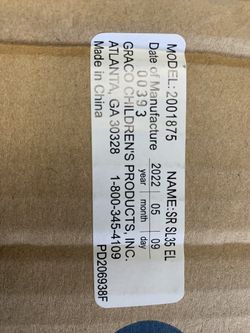 MODEL: 2001875 NAME:SR SL35 EL
Date of Manufacture 2022 05 09
00393 year month day
GRACO CHILDREN'S PRODUCTS, INC.
ATLANTA, GA 30328 1-800-345-4109
Made in China PD206938F